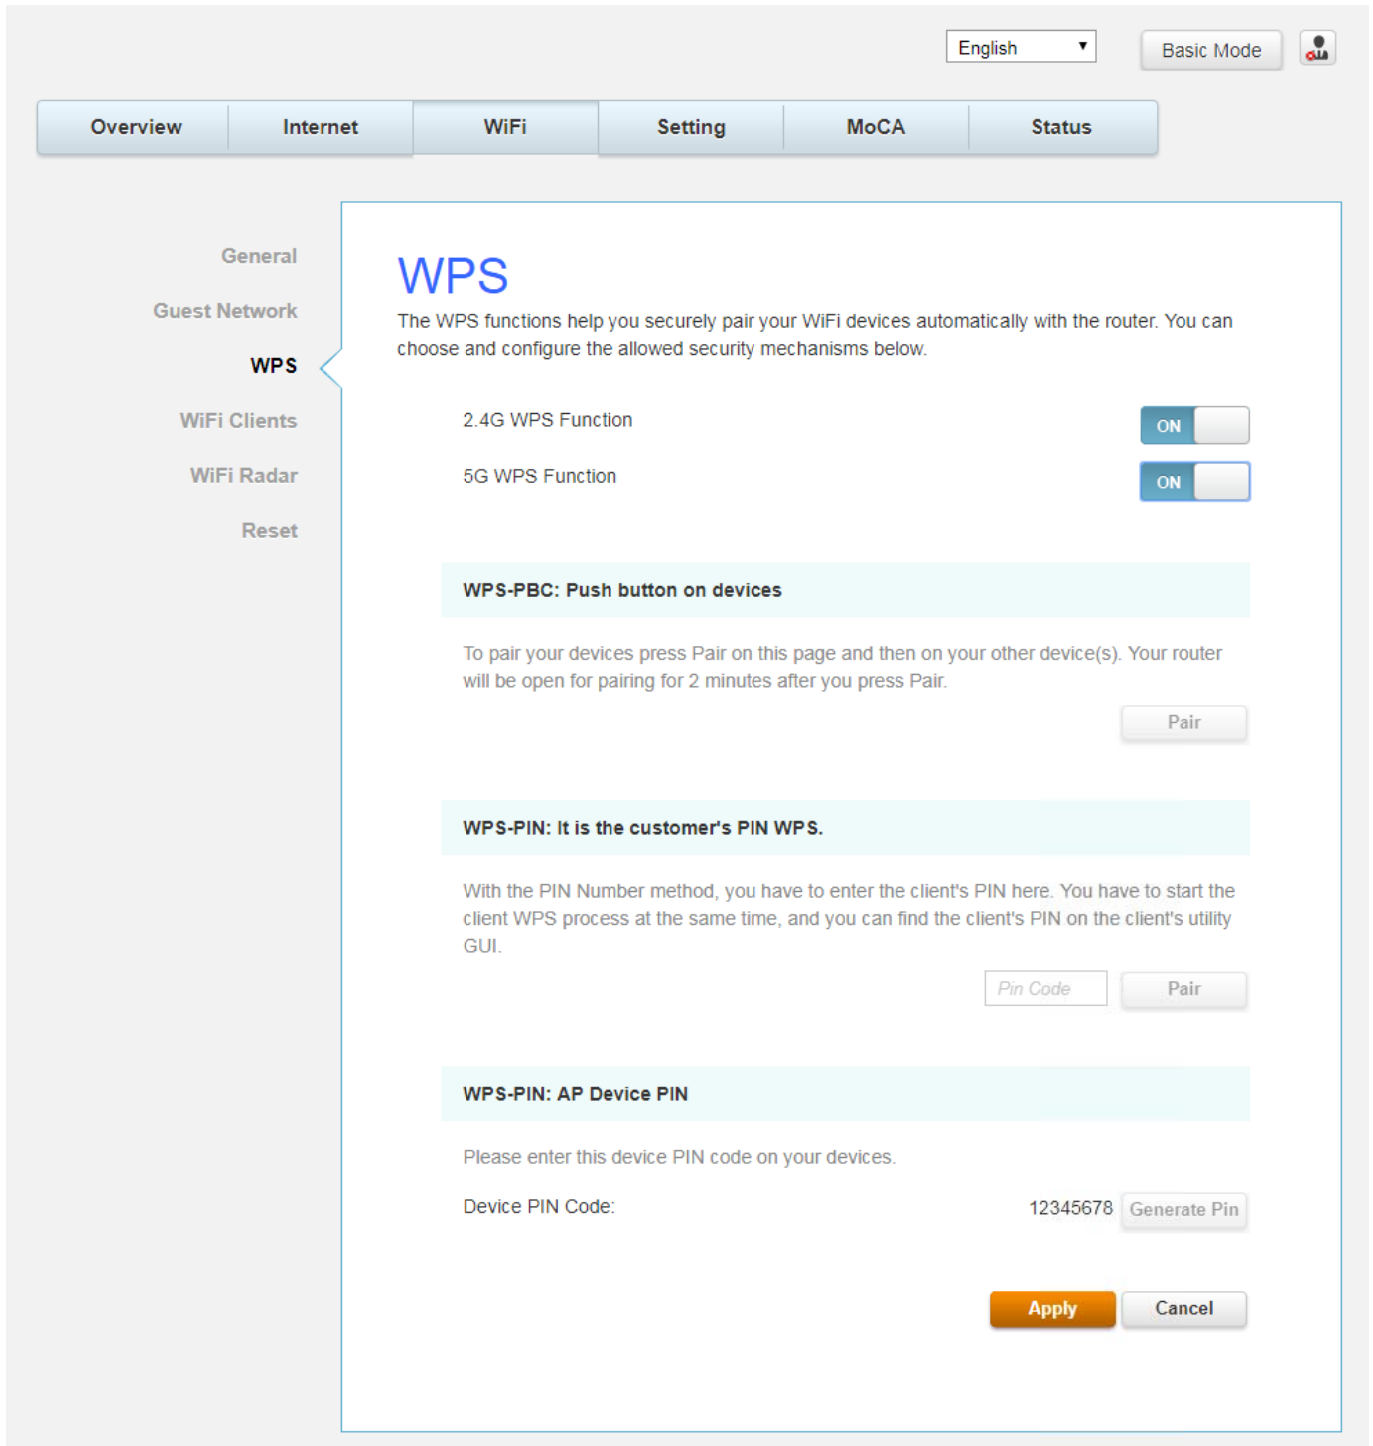 English
Basic Mode
Overview
Internet
WiFi
Setting
MoCA
Status
General
Guest Network
WPS
WiFi Clients
WiFi Radar
Reset
WPS
The WPS functions help you securely pair your WiFi devices automatically with the router. You can
choose and configure the allowed security mechanisms below.
2.4G WPS Function
ON
5G WPS Function
ON
WPS-PBC: Push button on devices
To pair your devices press Pair on this page and then on your other device(s). Your router
will be open for pairing for 2 minutes after you press Pair.
Pair
WPS-PIN: It is the customer's PIN WPS.
With the PIN Number method, you have to enter the client's PIN here. You have to start the
client WPS process at the same time, and you can find the client's PIN on the client's utility
GUI.
Pin Code
Pair
WPS-PIN: AP Device PIN
Please enter this device PIN code on your devices.
Device PIN Code:
12345678
Generate Pin
Apply
Cancel